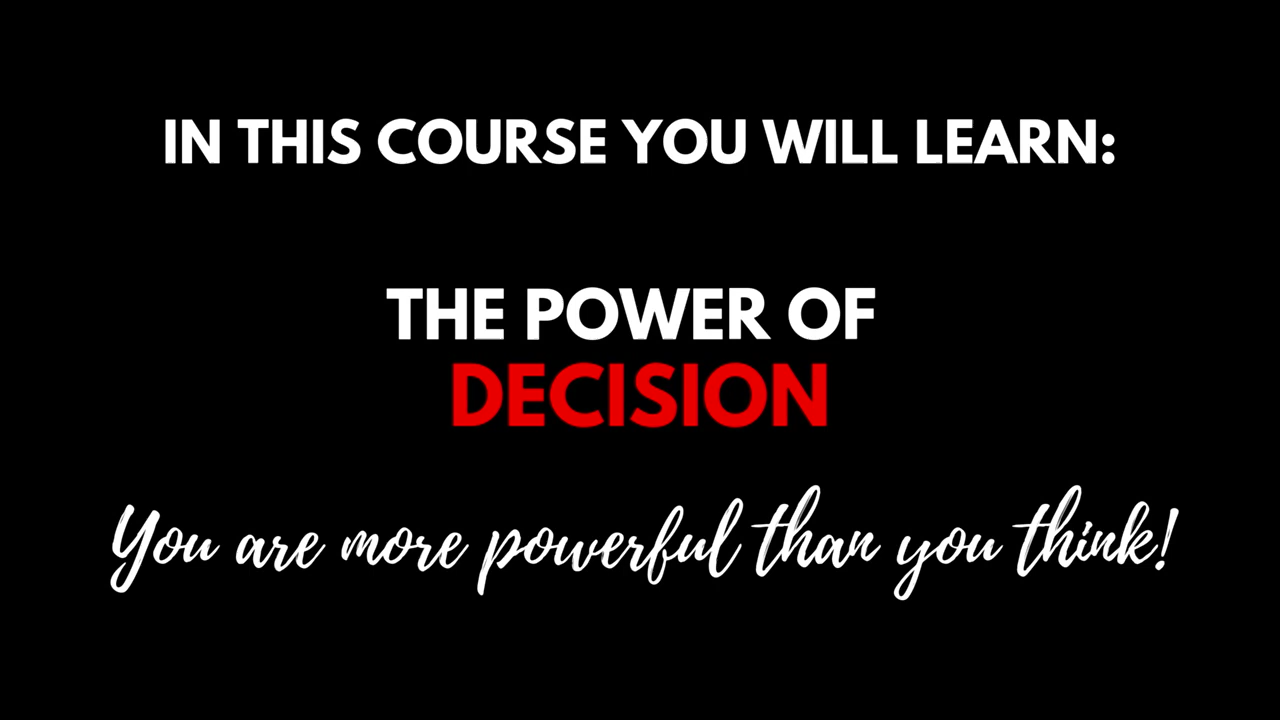 IN THIS COURSE YOU WILL LEARN:
THE POWER OF
DECISION
You are more powerful than you think!